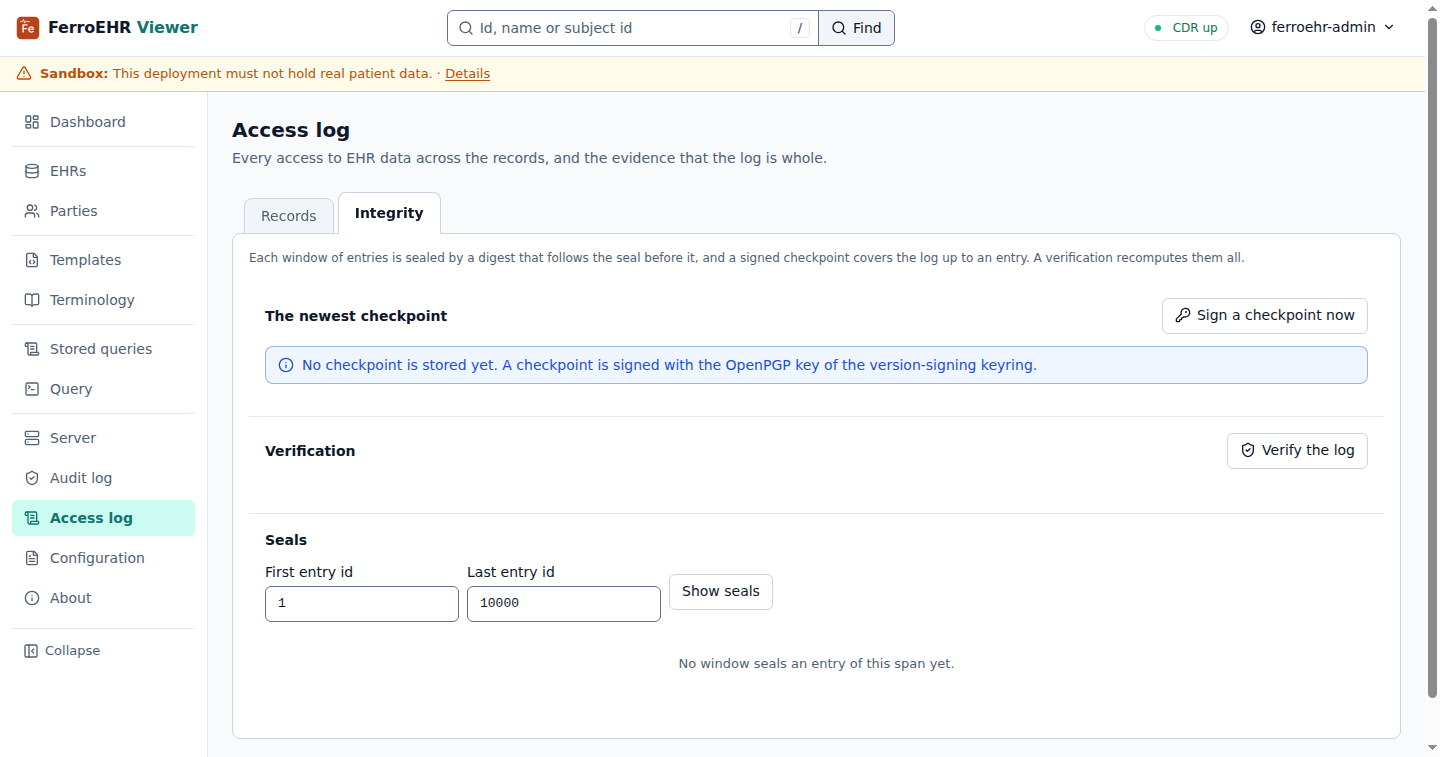 Fe FerroEHR Viewer
Id, name or subject id / Find
CDR up
ferroehr-admin
Sandbox: This deployment must not hold real patient data. · Details
Dashboard
EHRs
Parties
Templates
Terminology
Stored queries
Query
Server
Audit log
Access log
Configuration
About
Collapse
Access log
Every access to EHR data across the records, and the evidence that the log is whole.
Records Integrity
Each window of entries is sealed by a digest that follows the seal before it, and a signed checkpoint covers the log up to an entry. A verification recomputes them all.
The newest checkpoint Sign a checkpoint now
No checkpoint is stored yet. A checkpoint is signed with the OpenPGP key of the version-signing keyring.
Verification Verify the log
Seals
First entry id Last entry id
1 10000 Show seals
No window seals an entry of this span yet.